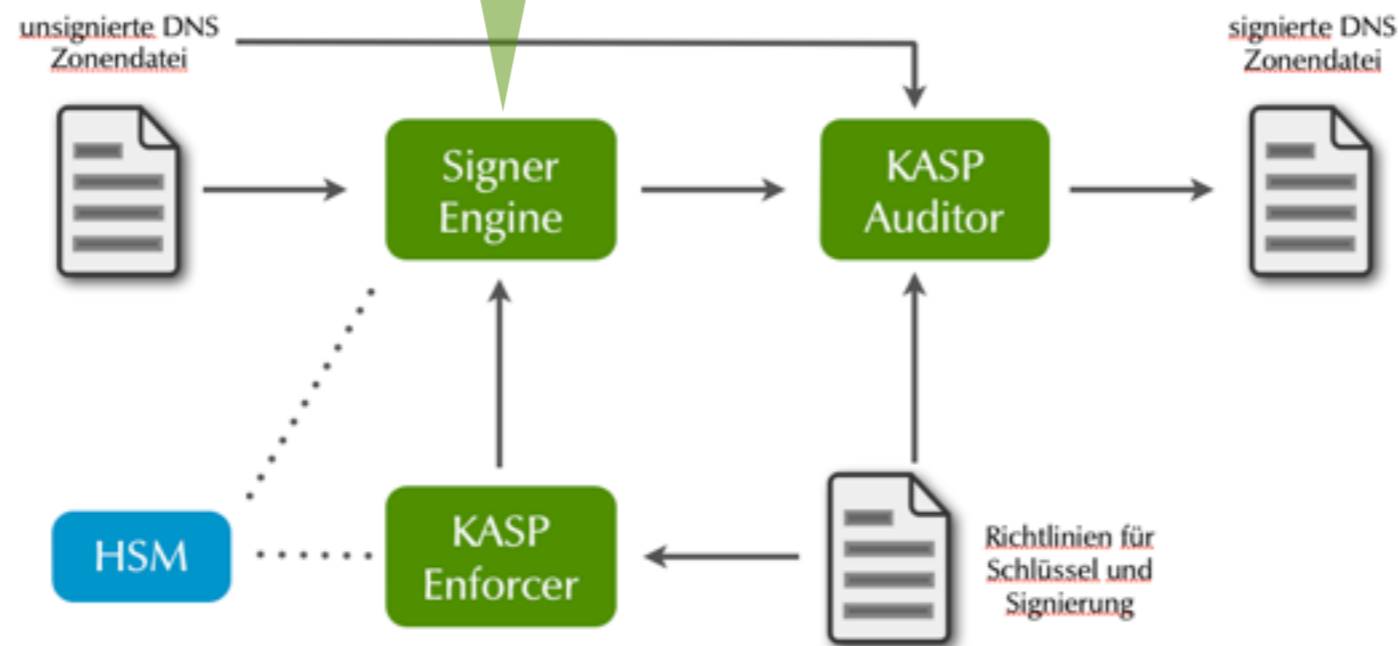 unsignierte DNS
Zonendatei
signierte DNS
Zonendatei
Signer
Engine
KASP
Auditor
HSM
KASP
Enforcer
Richtlinien für
Schlüssel und
Signierung